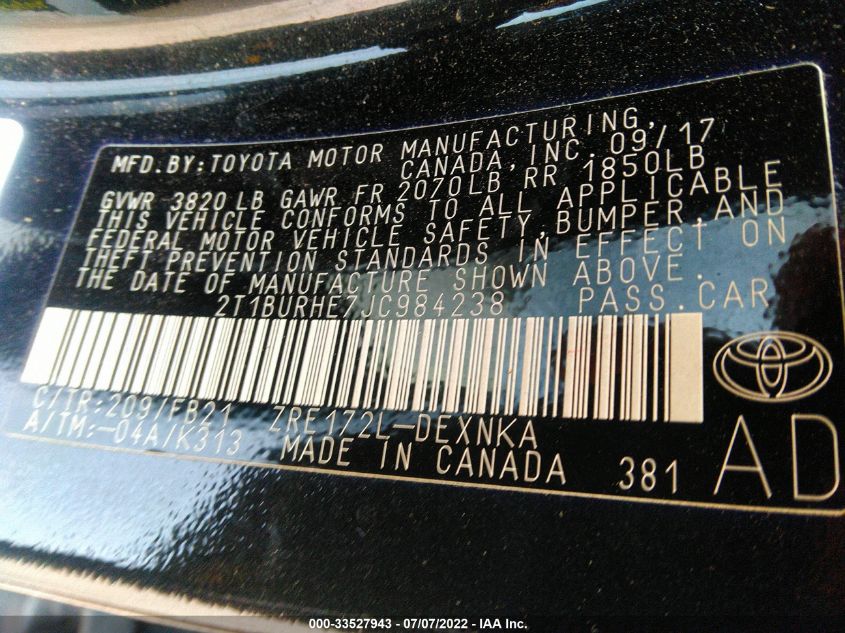 MFD.BY:TOYOTA MOTOR MANUFACTURING,
CANADA,INC. 09/17
GVWR 3820 LB GAWR FR 2070LB RR 1850LB
THIS VEHICLE CONFORMS TO ALL APPLICABLE
FEDERAL MOTOR VEHICLE SAFETY,BUMPER,AND
THEFT PREVENTION STANDARDS IN EFFECT ON
THE DATE OF MANUFACTURE SHOWN ABOVE.
2T1BURHE7JC984238 PASS.CAR
C/TR:209/FB21 ZRE172L-DEXNKA
A/TM:-04A/K313 MADE IN CANADA 381 AD
000-33527943 / 07/07/2022 - IAA Inc.